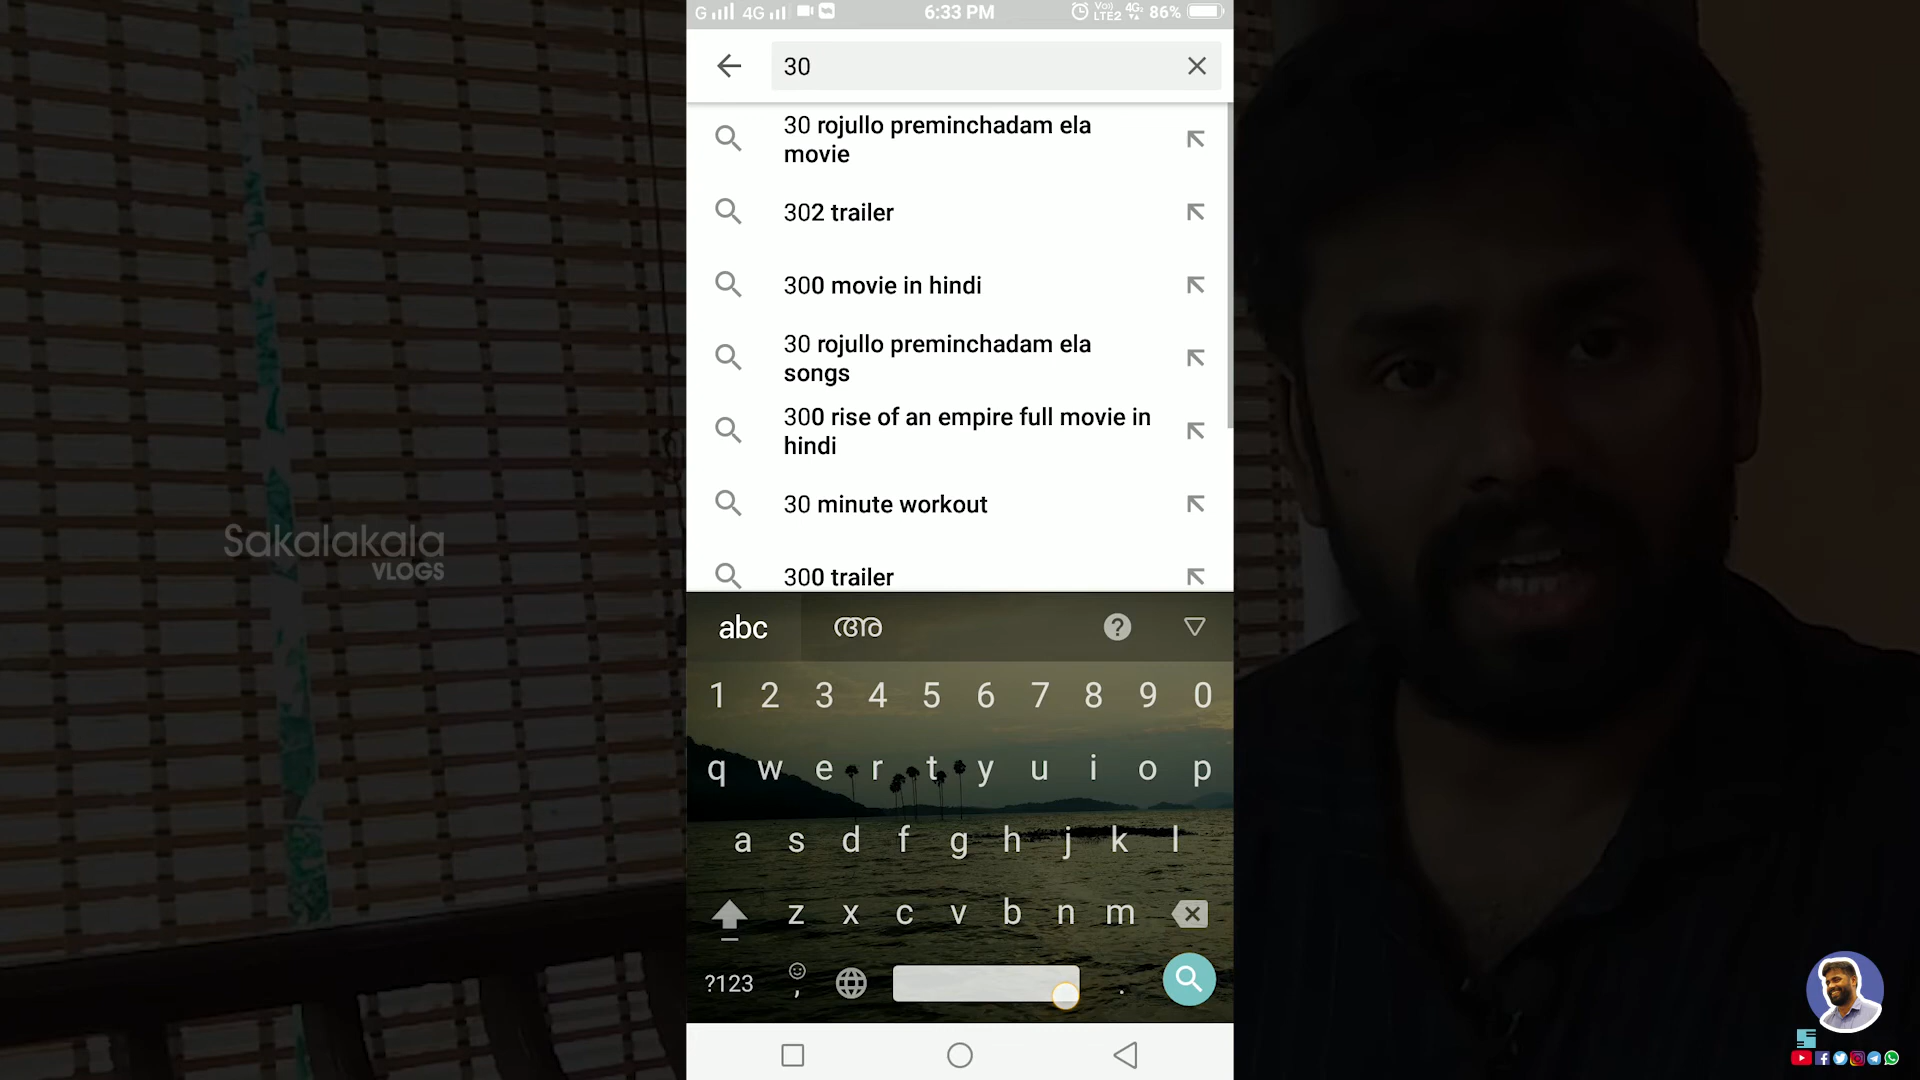 G 4G 6:33 PM Vo)) LTE2 4G 86%
30
30 rojullo preminchadam ela
movie
302 trailer
300 movie in hindi
30 rojullo preminchadam ela
songs
300 rise of an empire full movie in
hindi
30 minute workout
300 trailer
Sakalakala
VLOGS
abc അ ?
1 2 3 4 5 6 7 8 9 0
q w e r t y u i o p
a s d f g h j k l
z x c v b n m
?123 , .